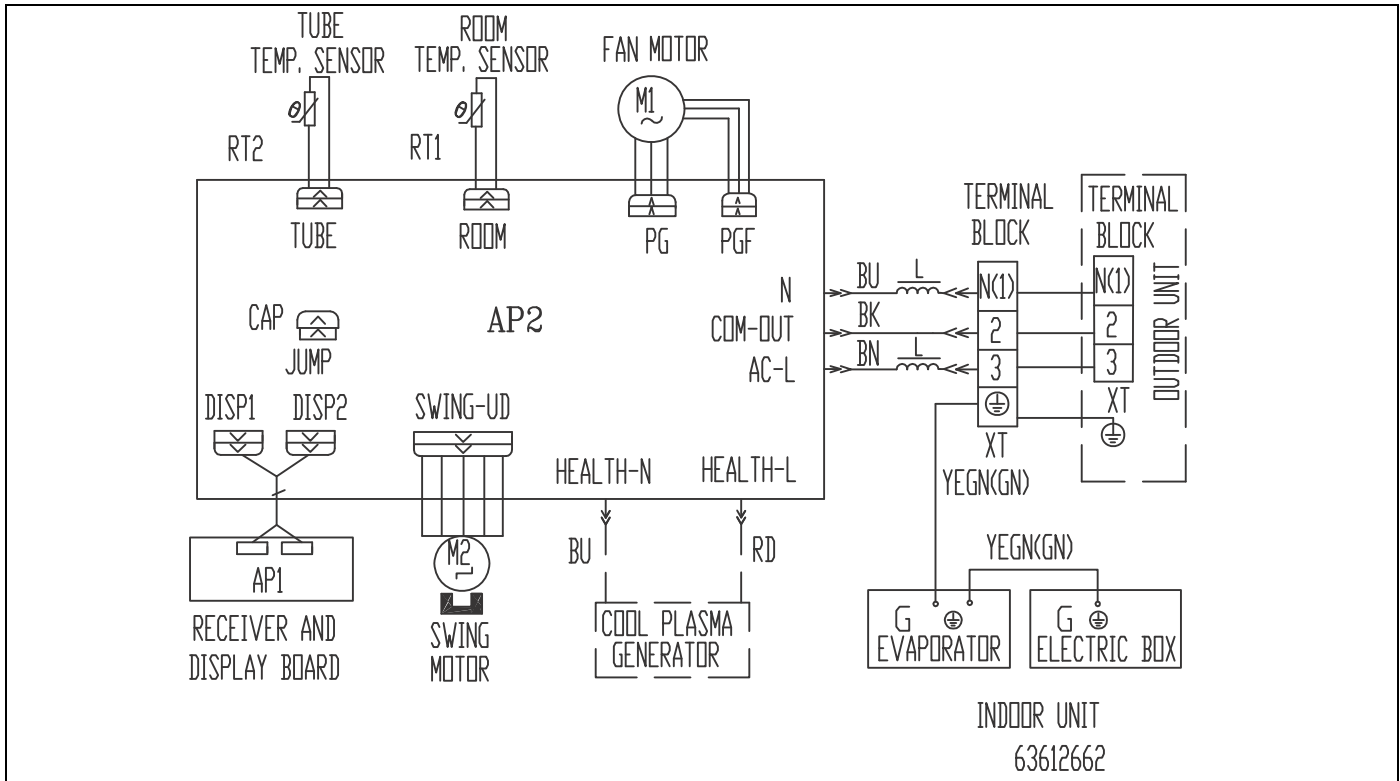 TUBE
TEMP. SENSOR
ROOM
TEMP. SENSOR
FAN MOTOR
θ
θ
M1
RT2
RT1
TUBE
ROOM
PG
PGF
TERMINAL
BLOCK
TERMINAL
BLOCK
OUTDOOR UNIT
CAP
JUMP
AP2
N
BU
L
N(1)
N(1)
COM-OUT
BK
2
2
AC-L
BN
L
3
3
XT
XT
YEGN(GN)
DISP1
DISP2
SWING-UD
HEALTH-N
HEALTH-L
BU
RD
AP1
RECEIVER AND
DISPLAY BOARD
M2
SWING
MOTOR
COOL PLASMA
GENERATOR
YEGN(GN)
G
EVAPORATOR
G
ELECTRIC BOX
INDOOR UNIT
63612662